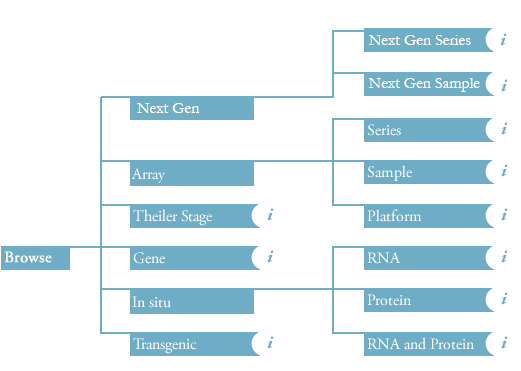 Next Gen Series i
Next Gen Sample i
Next Gen
Series i
Array
Sample i
Theiler Stage i
Platform i
Browse
Gene i
RNA i
In situ
Protein i
Transgenic i
RNA and Protein i